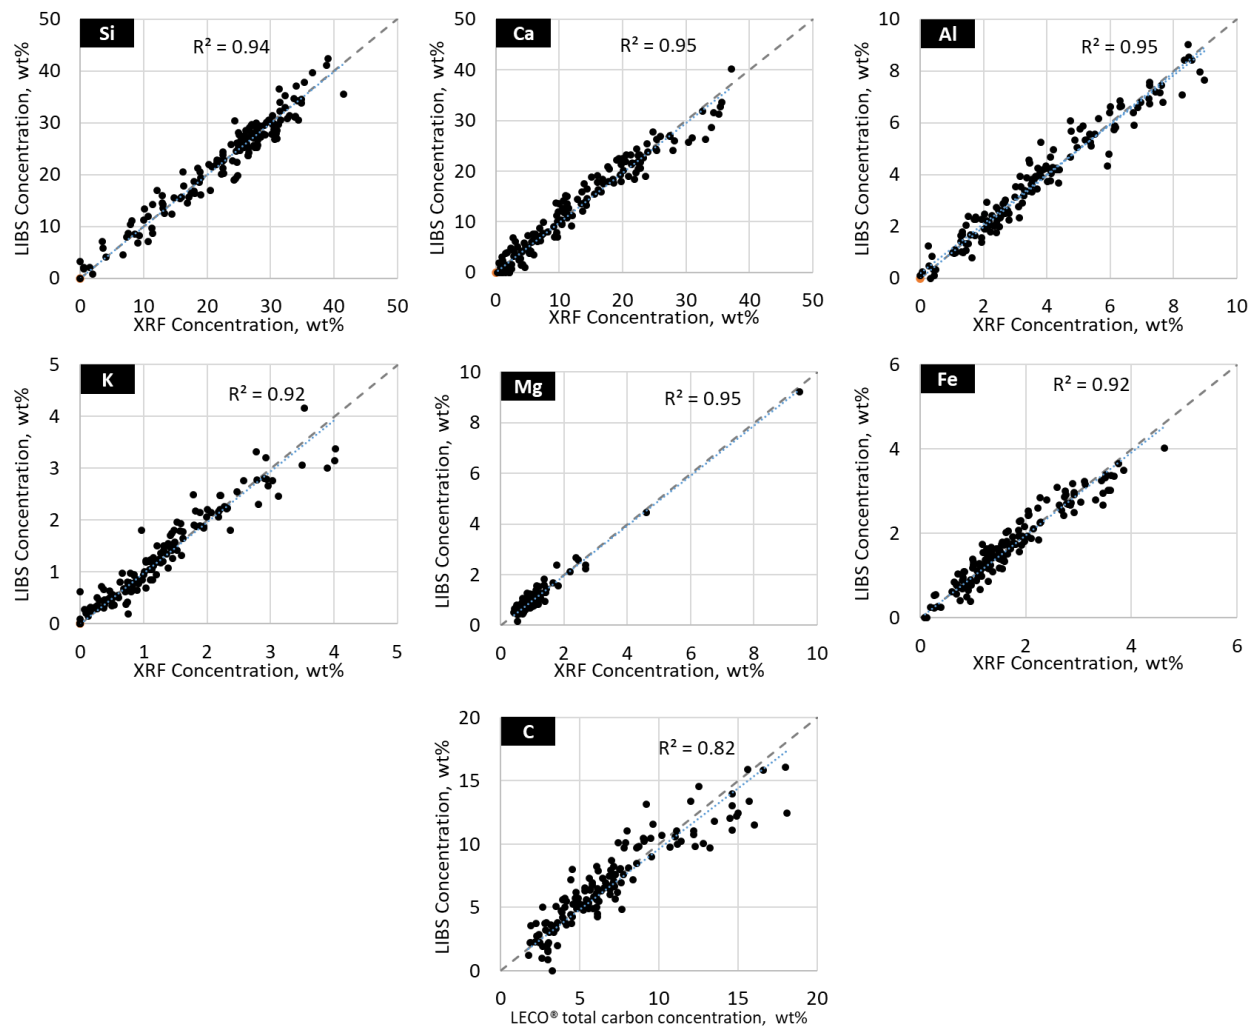 Si
R² = 0.94
LIBS Concentration, wt%
50
40
30
20
10
0
0 10 20 30 40 50
XRF Concentration, wt%
Ca
R² = 0.95
LIBS Concentration, wt%
50
40
30
20
10
0
0 10 20 30 40 50
XRF Concentration, wt%
Al
R² = 0.95
LIBS Concentration, wt%
10
8
6
4
2
0
0 2 4 6 8 10
XRF Concentration, wt%
K
R² = 0.92
LIBS Concentration, wt%
5
4
3
2
1
0
0 1 2 3 4 5
XRF Concentration, wt%
Mg
R² = 0.95
LIBS Concentration, wt%
10
8
6
4
2
0
0 2 4 6 8 10
XRF Concentration, wt%
Fe
R² = 0.92
LIBS Concentration, wt%
6
4
2
0
0 2 4 6
XRF Concentration, wt%
C
R² = 0.82
LIBS Concentration, wt%
20
15
10
5
0
0 5 10 15 20
LECO® total carbon concentration, wt%